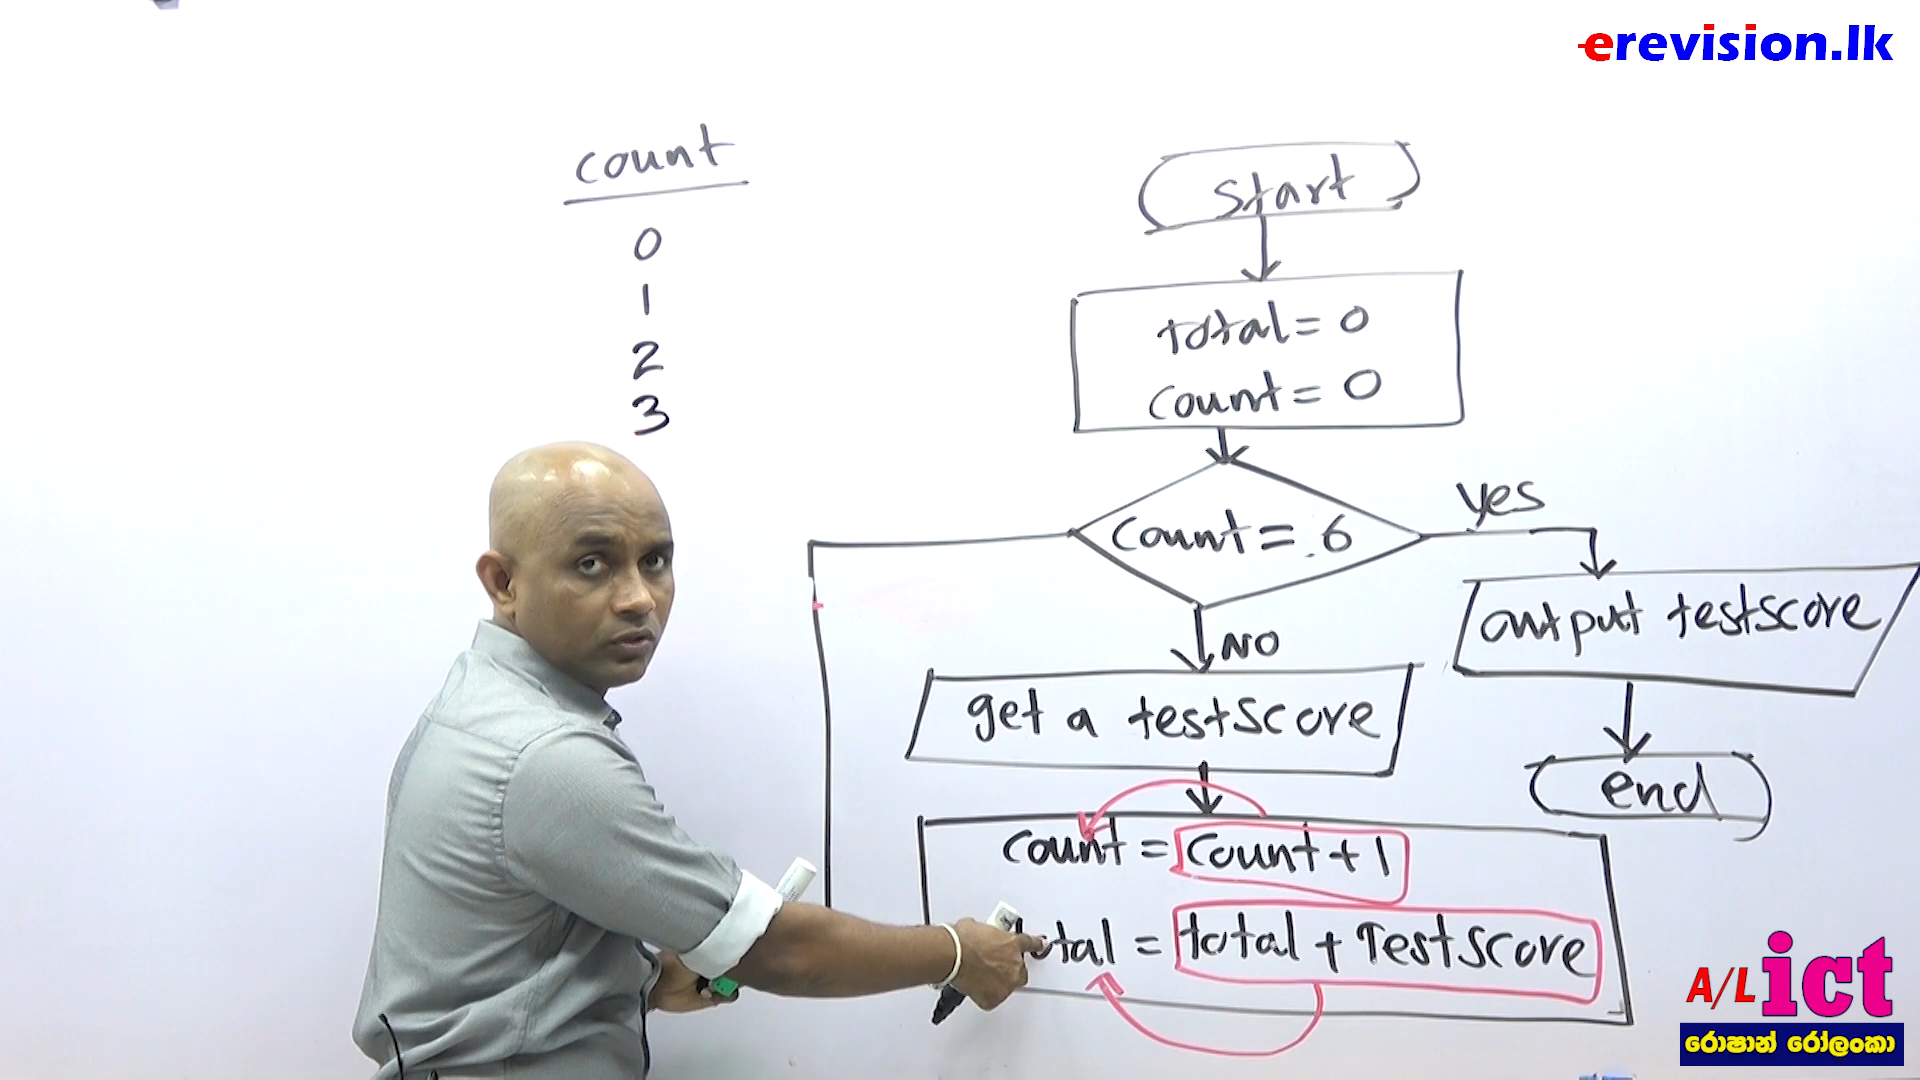 erevision.lk
count
0
1
2
3
Start
total = 0
count = 0
count = 6
yes
NO
output testscore
end
get a testscore
count = count + 1
total = total + Testscore
A/L ict
රොෂාන් රෝලංකා